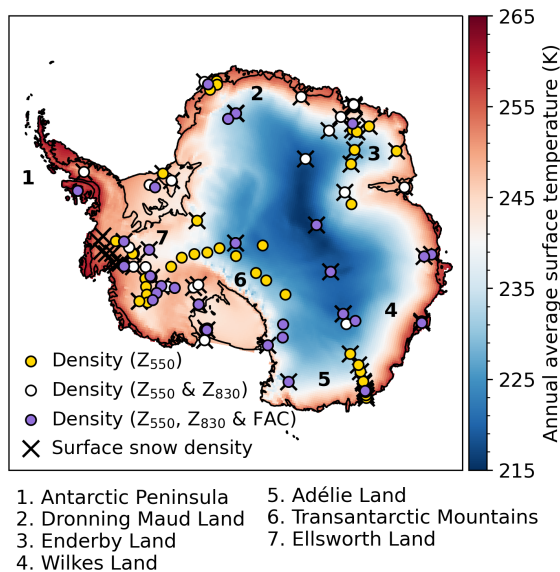 1
2
3
4
5
6
7
Density (Z₅₅₀)
Density (Z₅₅₀ & Z₈₃₀)
Density (Z₅₅₀, Z₈₃₀ & FAC)
Surface snow density
265
255
245
235
225
215
Annual average surface temperature (K)
1. Antarctic Peninsula
2. Dronning Maud Land
3. Enderby Land
4. Wilkes Land
5. Adélie Land
6. Transantarctic Mountains
7. Ellsworth Land